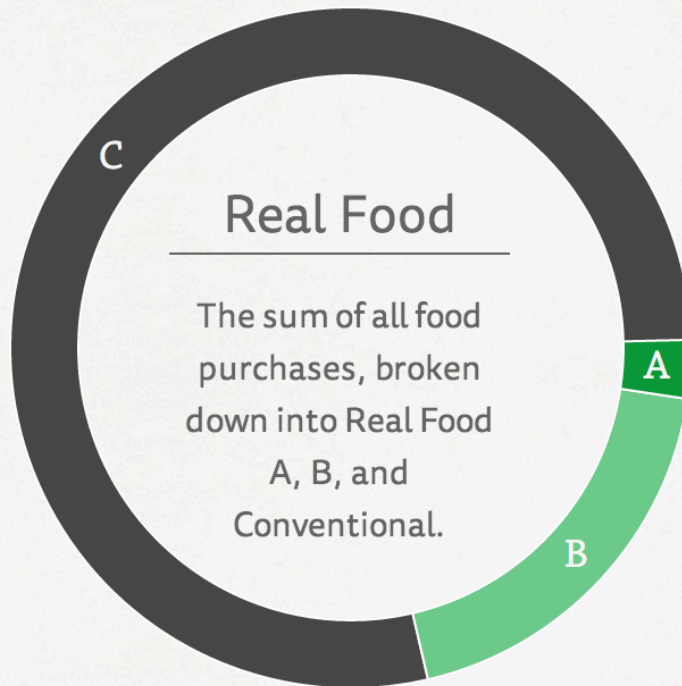 C
Real Food
The sum of all food
purchases, broken
down into Real Food
A, B, and
Conventional.
A
B